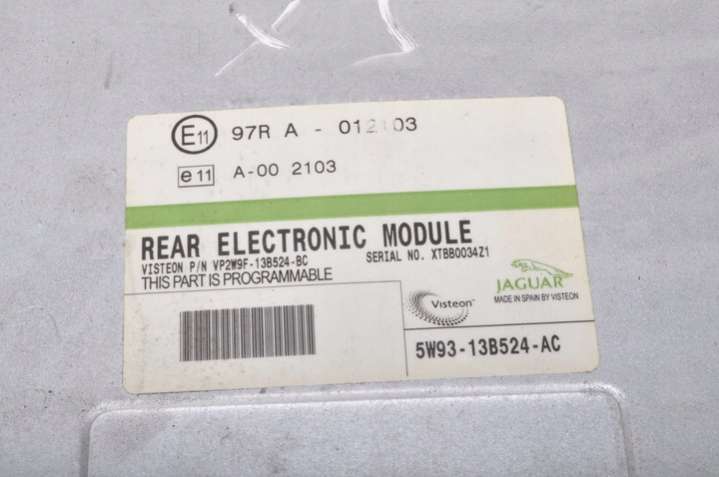 E11 97R A - 012103
e11 A-00 2103
REAR ELECTRONIC MODULE
VISTEON P/N VP2W9F-13B524-BC SERIAL NO. XTBB0034Z1
THIS PART IS PROGRAMMABLE
Visteon
JAGUAR
MADE IN SPAIN BY VISTEON
5W93-13B524-AC